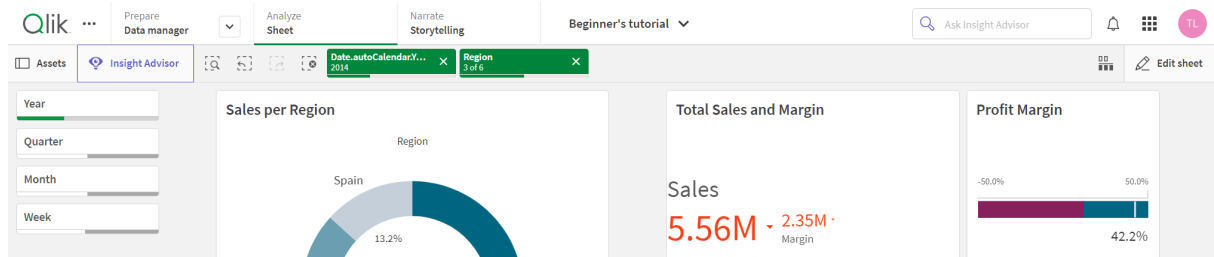 Qlik
Prepare
Data manager
Analyze
Sheet
Narrate
Storytelling
Beginner's tutorial
Ask Insight Advisor
TL
Assets
Insight Advisor
Date.autoCalendar.Y...
2014
Region
3 of 6
Edit sheet
Year
Quarter
Month
Week
Sales per Region
Region
Spain
13.2%
Total Sales and Margin
Sales
5.56M
2.35M
Margin
Profit Margin
-50.0% 50.0%
42.2%